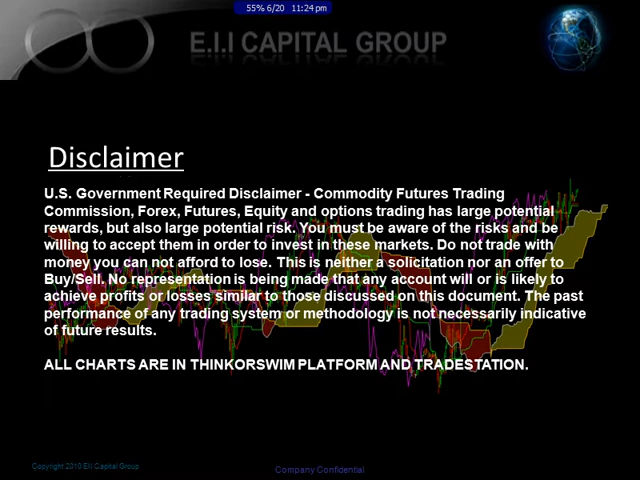 55% 6/20 11:24 pm
E.I.I CAPITAL GROUP
Disclaimer
U.S. Government Required Disclaimer - Commodity Futures Trading
Commission, Forex, Futures, Equity and options trading has large potential
rewards, but also large potential risk. You must be aware of the risks and be
willing to accept them in order to invest in these markets. Do not trade with
money you can not afford to lose. This is neither a solicitation nor an offer to
Buy/Sell. No representation is being made that any account will or is likely to
achieve profits or losses similar to those discussed on this document. The past
performance of any trading system or methodology is not necessarily indicative
of future results.
ALL CHARTS ARE IN THINKORSWIM PLATFORM AND TRADESTATION.
Copyright 2010 EII Capital Group
Company Confidential